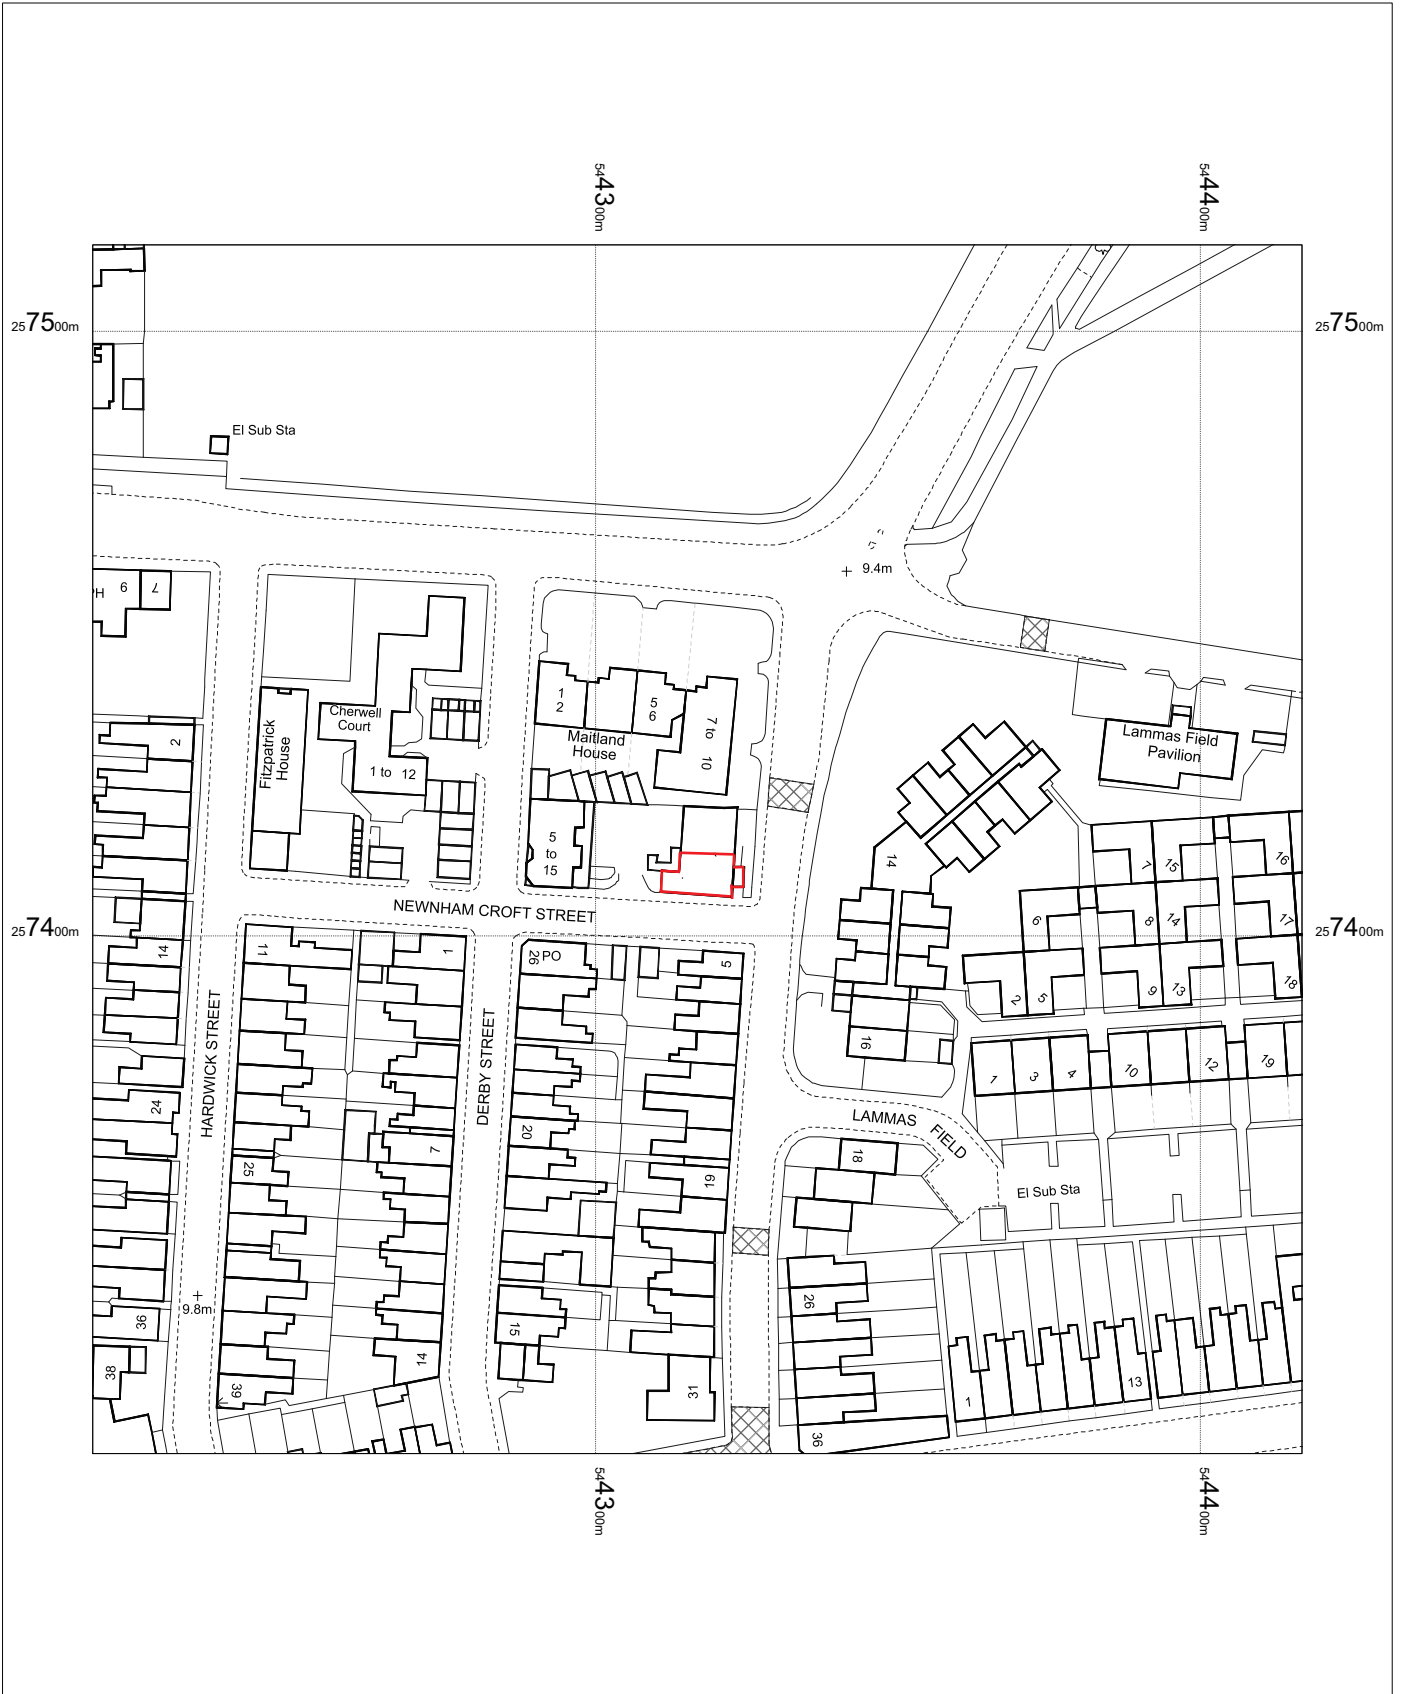 5443 00m
5444 00m
2575 00m
2575 00m
El Sub Sta
9.4m
PH
6
7
Cherwell
Court
Fitzpatrick
House
1 to 12
1
2
5
6
7 to
10
Maitland
House
Lammas Field
Pavilion
2
5
to
15
14
7
15
16
6
8
14
17
NEWNHAM CROFT STREET
2574 00m
2574 00m
14
11
1
26
PO
5
2
5
9
13
18
HARDWICK STREET
DERBY STREET
16
1
3
4
10
12
19
24
20
7
LAMMAS
FIELD
25
19
18
El Sub Sta
9.8m
36
15
26
38
39
14
31
1
13
36
5443 00m
5444 00m